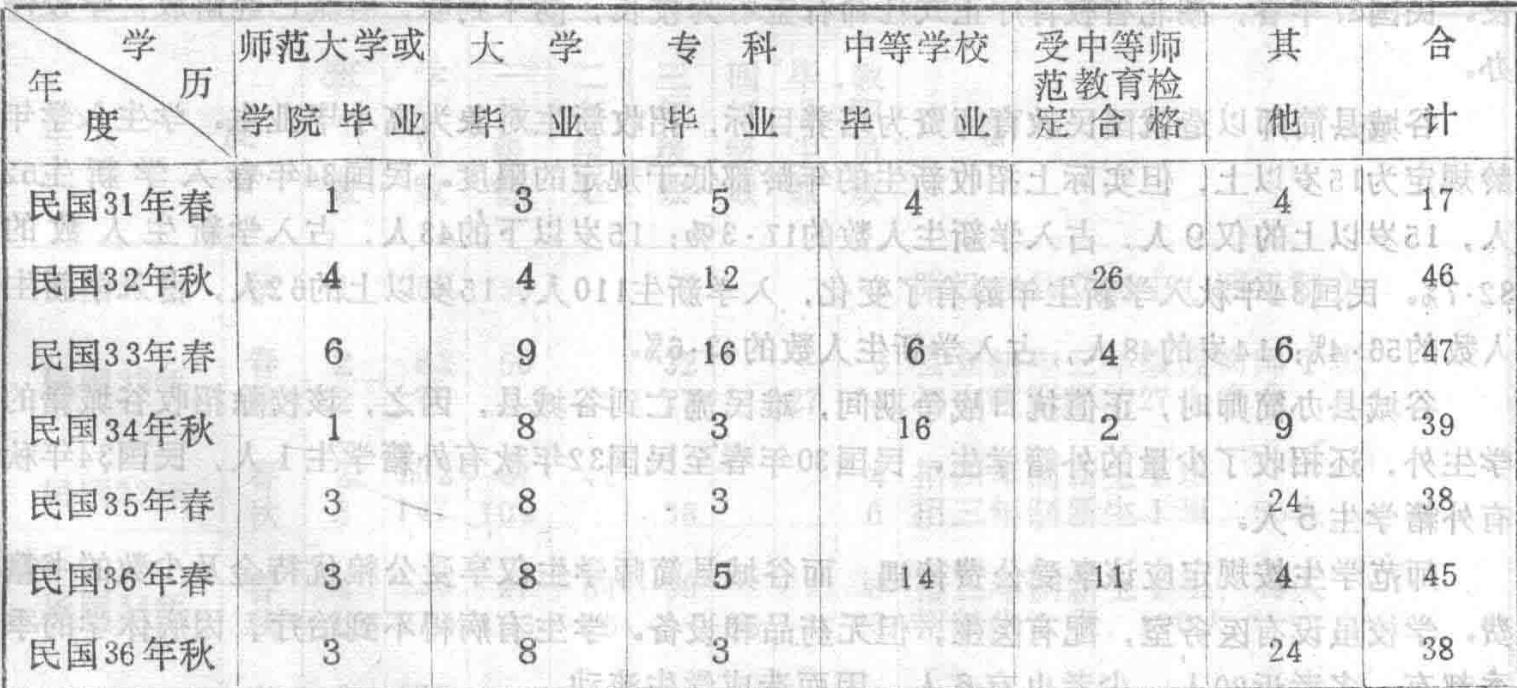 学历 年度 师范大学或学院毕业 大学毕业 专科毕业 中等学校毕业 受中等师范教育检定合格 其他 合计
民国31年春 1 3 5 4 4 17
民国32年秋 4 4 12 26 46
民国33年春 6 9 16 6 4 6 47
民国34年秋 1 8 3 16 2 9 39
民国35年春 3 8 3 24 38
民国36年春 3 8 5 14 11 4 45
民国36年秋 3 8 3 24 38